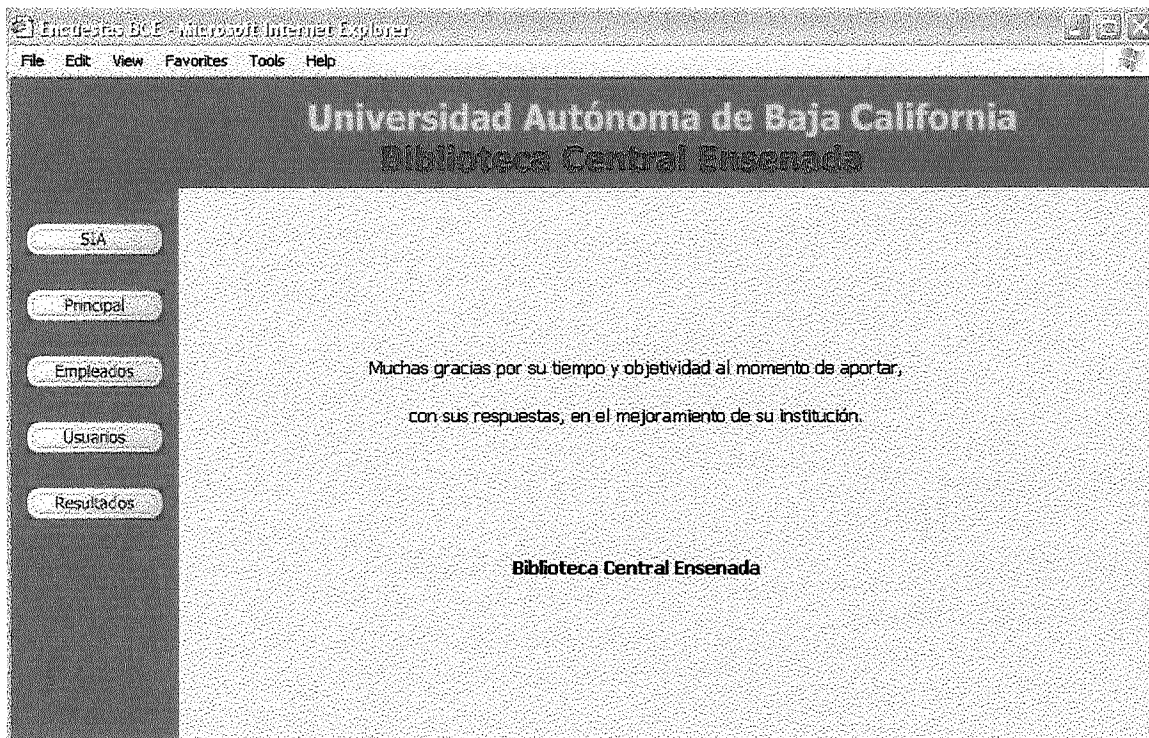 Encuestas BCE - Microsoft Internet Explorer
File Edit View Favorites Tools Help
Universidad Autónoma de Baja California
Biblioteca Central Ensenada
SIA
Principal
Empleados
Usuarios
Resultados
Muchas gracias por su tiempo y objetividad al momento de aportar,
con sus respuestas, en el mejoramiento de su institución.
Biblioteca Central Ensenada